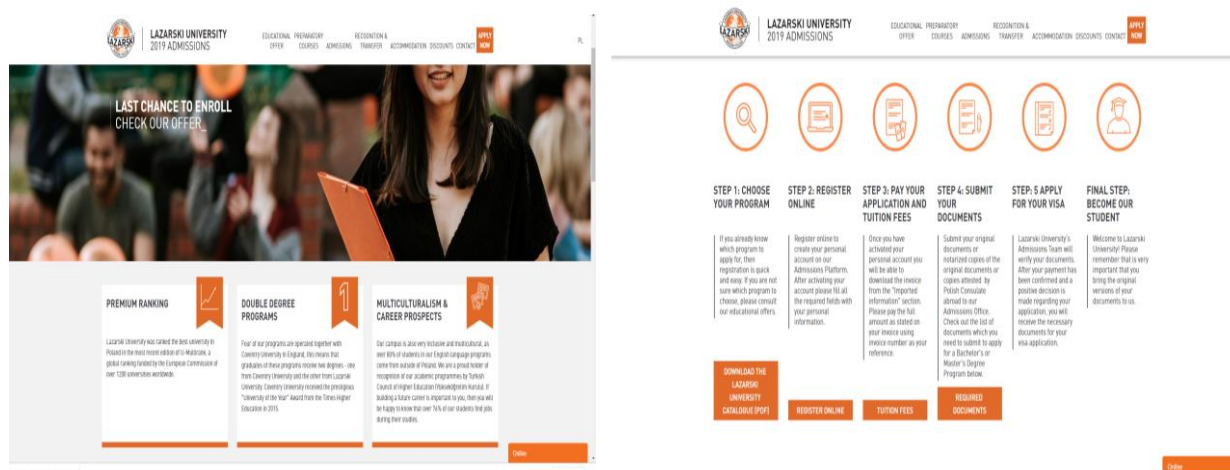 LAZARSKI
LAZARSKI UNIVERSITY
2019 ADMISSIONS
EDUCATIONAL OFFER
PREPARATORY COURSES
ADMISSIONS
RECOGNITION & TRANSFER
ACCOMMODATION
DISCOUNTS
CONTACT
APPLY NOW
PL
LAST CHANCE TO ENROLL
CHECK OUR OFFER_
PREMIUM RANKING
Lazarski University was ranked the best university in
Poland in the most recent edition of U-Multirank, a
global ranking funded by the European Commission of
over 1200 universities worldwide.
DOUBLE DEGREE
PROGRAMS
1
Four of our programs are operated together with
Coventry University in England, this means that
graduates of these programs receive two degrees - one
from Coventry University and the other from Lazarski
University. Coventry University received the prestigious
"University of the Year" Award from the Times Higher
Education in 2015.
MULTICULTURALISM &
CAREER PROSPECTS
Our campus is also very inclusive and multicultural, as
over 60% of students in our English-language programs
come from outside of Poland. We are a proud holder of
recognition of our academic programmes by Turkish
Council of Higher Education (Yükseköğretim Kurulu). If
building a future career is important to you, then you will
be happy to know that over 76% of our students find jobs
during their studies.
Online
LAZARSKI
LAZARSKI UNIVERSITY
2019 ADMISSIONS
EDUCATIONAL OFFER
PREPARATORY COURSES
ADMISSIONS
RECOGNITION & TRANSFER
ACCOMMODATION
DISCOUNTS
CONTACT
APPLY NOW
STEP 1: CHOOSE
YOUR PROGRAM
If you already know
which program to
apply for, then
registration is quick
and easy. If you are not
sure which program to
choose, please consult
our educational offers.
DOWNLOAD THE
LAZARSKI
UNIVERSITY
CATALOGUE [PDF]
STEP 2: REGISTER
ONLINE
Register online to
create your personal
account on our
Admissions Platform.
After activating your
account please fill all
the required fields with
your personal
information.
REGISTER ONLINE
STEP 3: PAY YOUR
APPLICATION AND
TUITION FEES
Once you have
activated your
personal account you
will be able to
download the invoice
from the "Imported
information" section.
Please pay the full
amount as stated on
your invoice using
invoice number as your
reference.
TUITION FEES
STEP 4: SUBMIT
YOUR
DOCUMENTS
Submit your original
documents or
notarized copies of the
original documents or
copies attested by
Polish Consulate
abroad to our
Admissions Office.
Check out the list of
documents which you
need to submit to apply
for a Bachelor's or
Master's Degree
Program below.
REQUIRED
DOCUMENTS
STEP: 5 APPLY
FOR YOUR VISA
Lazarski University's
Admissions Team will
verify your documents.
After your payment has
been confirmed and a
positive decision is
made regarding your
application, you will
receive the necessary
documents for your
visa application.
FINAL STEP:
BECOME OUR
STUDENT
Welcome to Lazarski
University! Please
remember that is very
important that you
bring the original
versions of your
documents to us.
Online